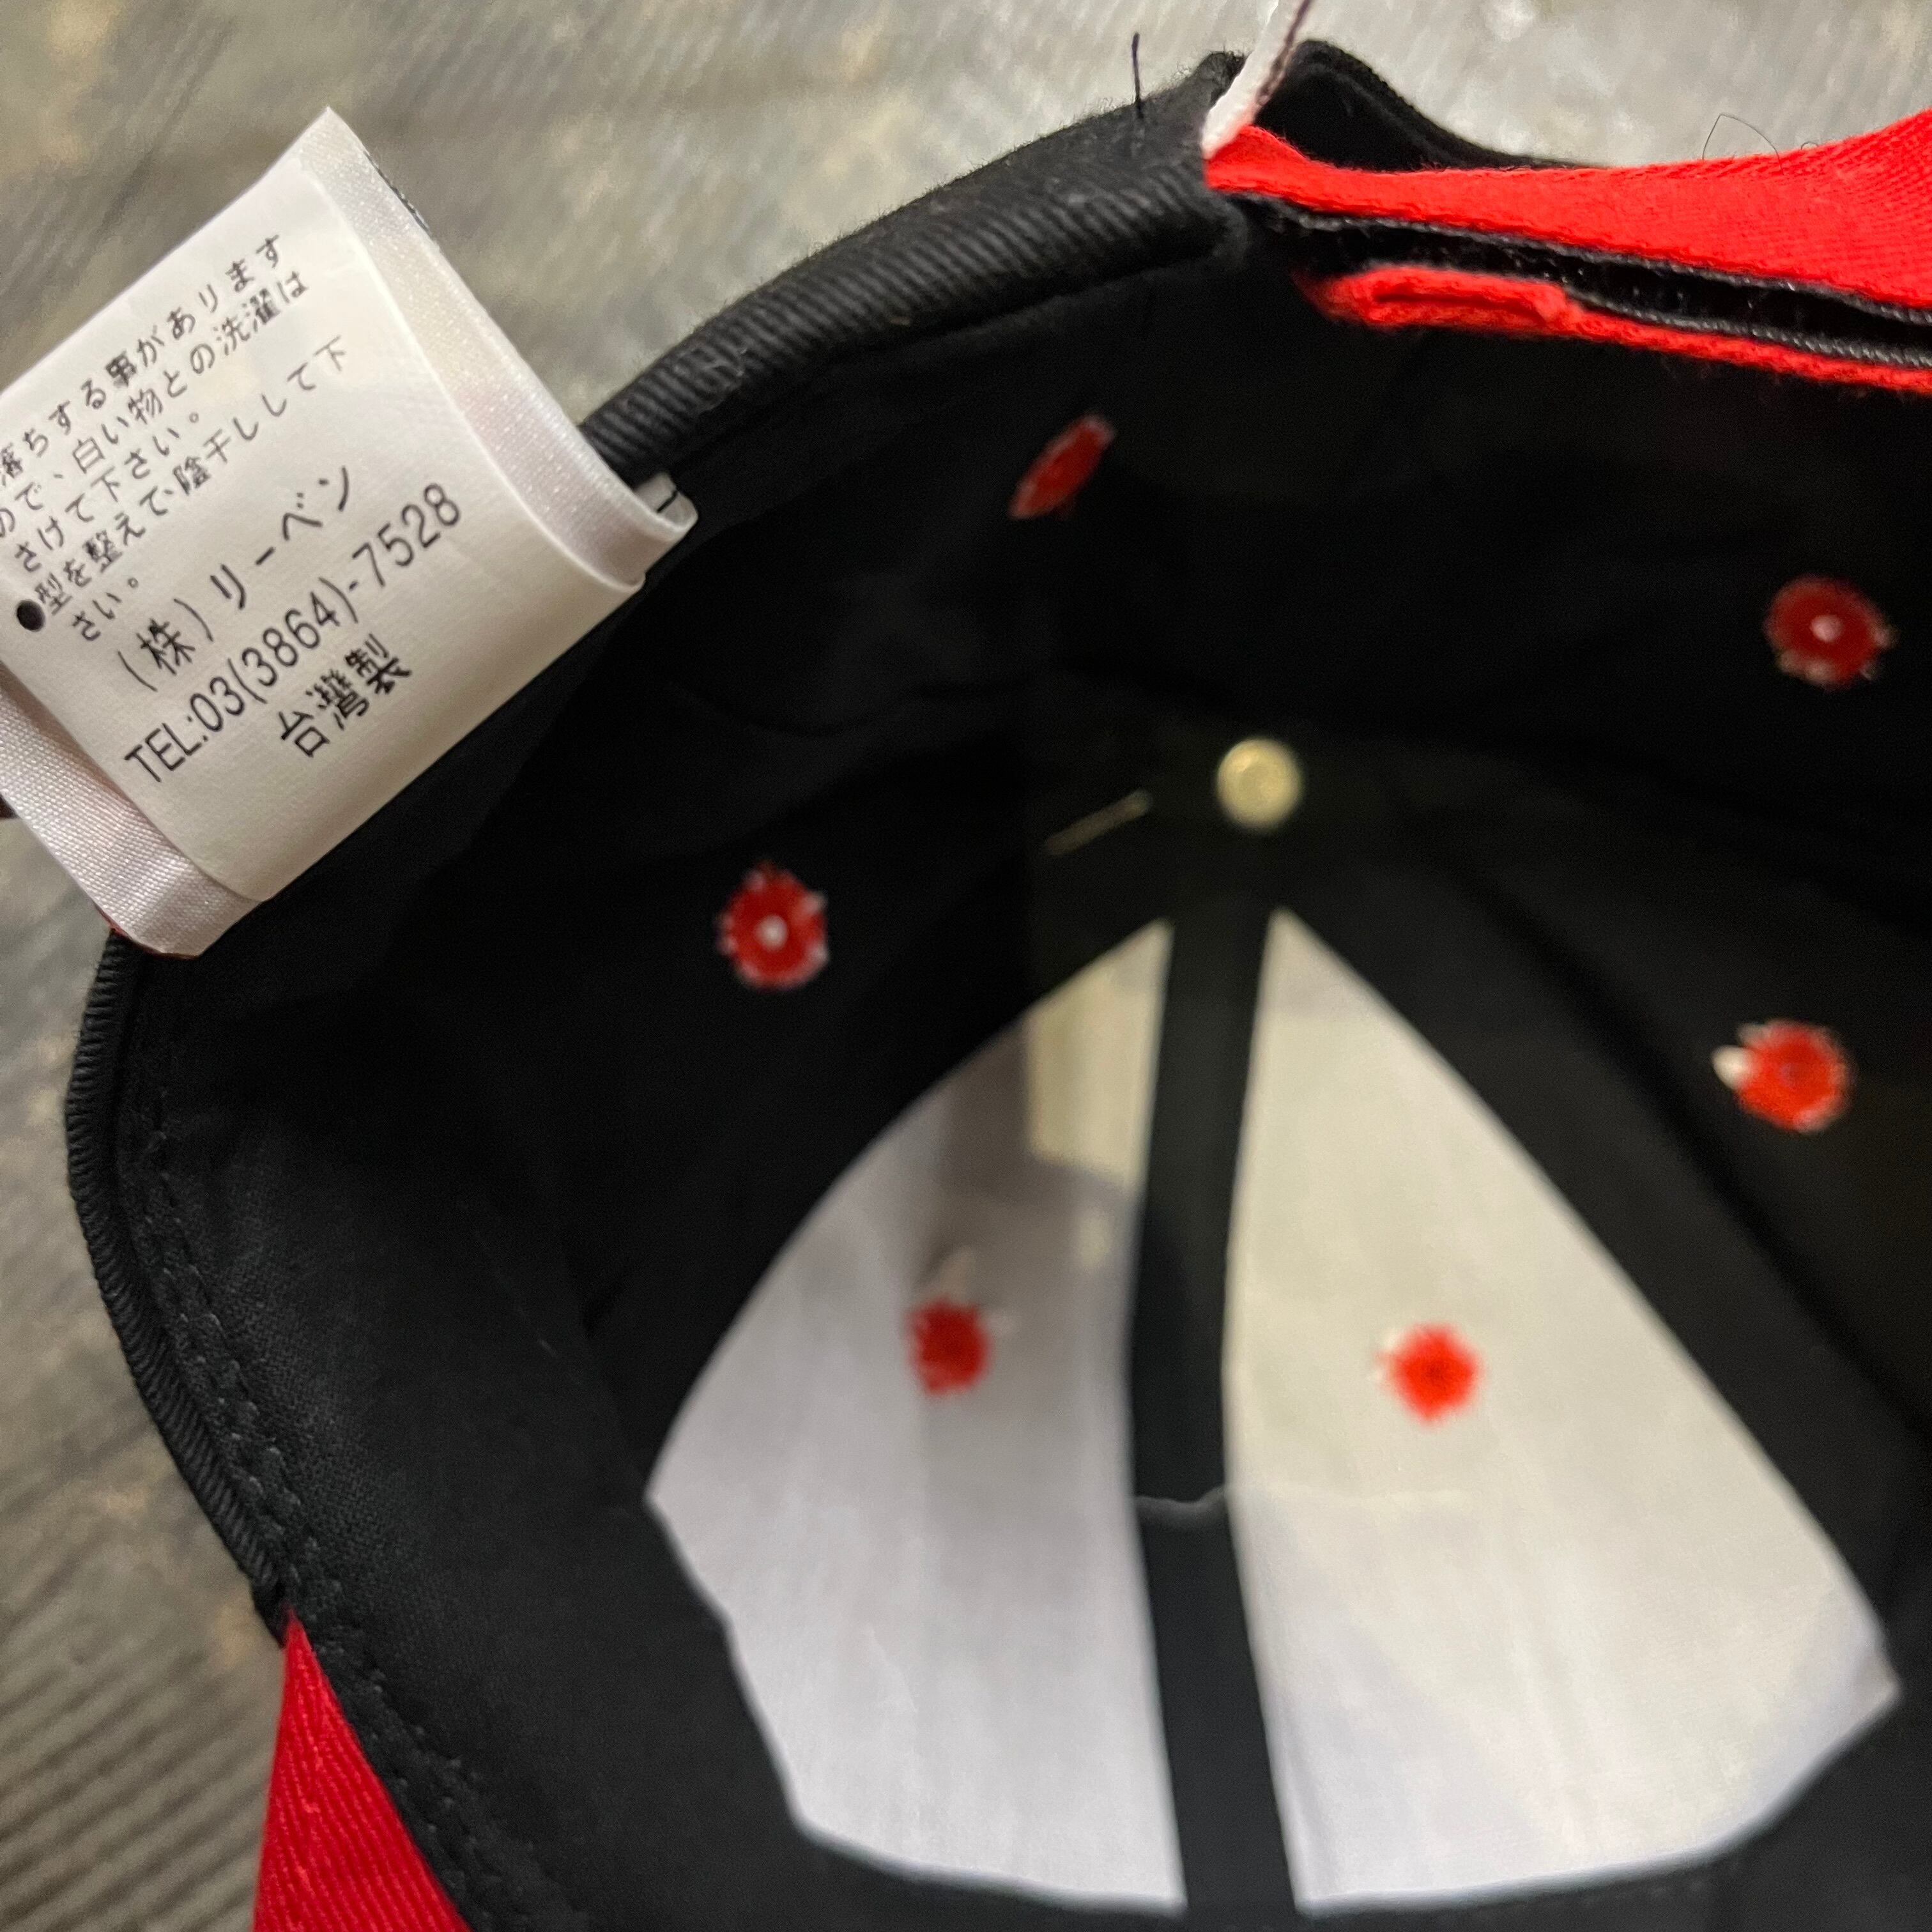 落ちする事があります
ので、白い物との洗濯は
さけて下さい。
●型を整えて、陰干しして下
さい。
(株)リーベン
TEL:03(3864)-7528
台灣製